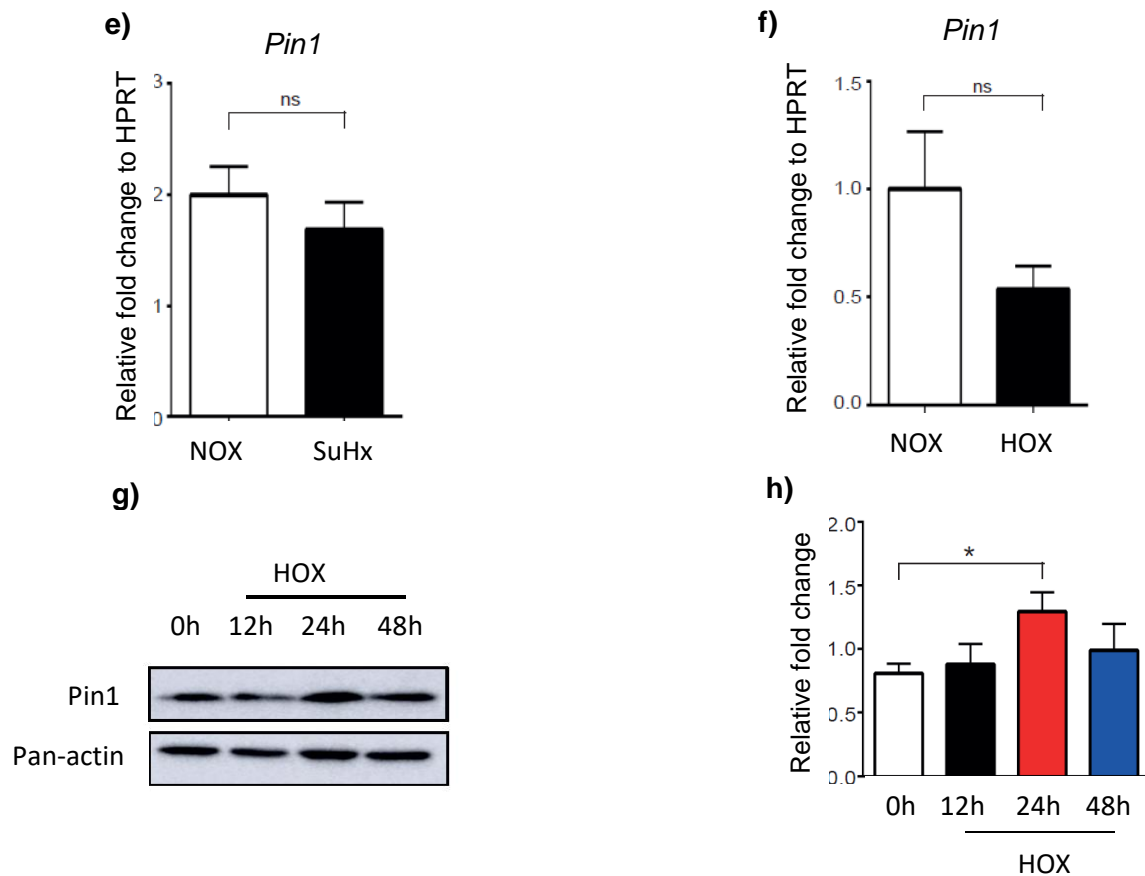 e)
Pin1
Relative fold change to HPRT
3
2
1
0
ns
NOX SuHx
f)
Pin1
Relative fold change to HPRT
1.5
1.0
0.5
0.0
ns
NOX HOX
g)
HOX
0h 12h 24h 48h
Pin1
Pan-actin
h)
Relative fold change
2.0
1.5
1.0
0.5
0.0
*
0h 12h 24h 48h
HOX